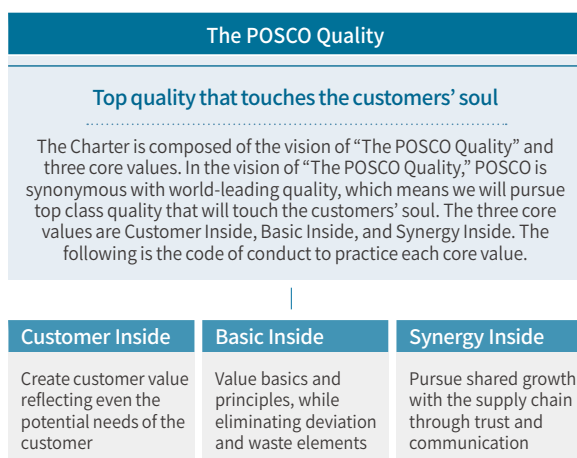 The POSCO Quality
Top quality that touches the customers' soul
The Charter is composed of the vision of “The POSCO Quality” and
three core values. In the vision of “The POSCO Quality,” POSCO is
synonymous with world-leading quality, which means we will pursue
top class quality that will touch the customers' soul. The three core
values are Customer Inside, Basic Inside, and Synergy Inside. The
following is the code of conduct to practice each core value.
Customer Inside
Create customer value
reflecting even the
potential needs of the
customer
Basic Inside
Value basics and
principles, while
eliminating deviation
and waste elements
Synergy Inside
Pursue shared growth
with the supply chain
through trust and
communication